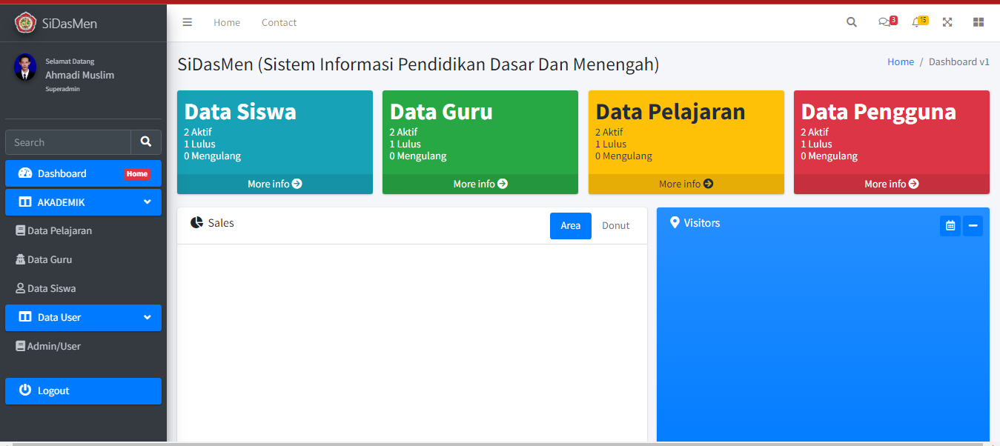 SiDasMen
Selamat Datang
Ahmadi Muslim
Superadmin
Search
Dashboard Home
AKADEMIK
Data Pelajaran
Data Guru
Data Siswa
Data User
Admin/User
Logout
Home Contact
3 15
SiDasMen (Sistem Informasi Pendidikan Dasar Dan Menengah)
Home / Dashboard v1
Data Siswa
2 Aktif
1 Lulus
0 Mengulang
More info
Data Guru
2 Aktif
1 Lulus
0 Mengulang
More info
Data Pelajaran
2 Aktif
1 Lulus
0 Mengulang
More info
Data Pengguna
2 Aktif
1 Lulus
0 Mengulang
More info
Sales
Area Donut
Visitors